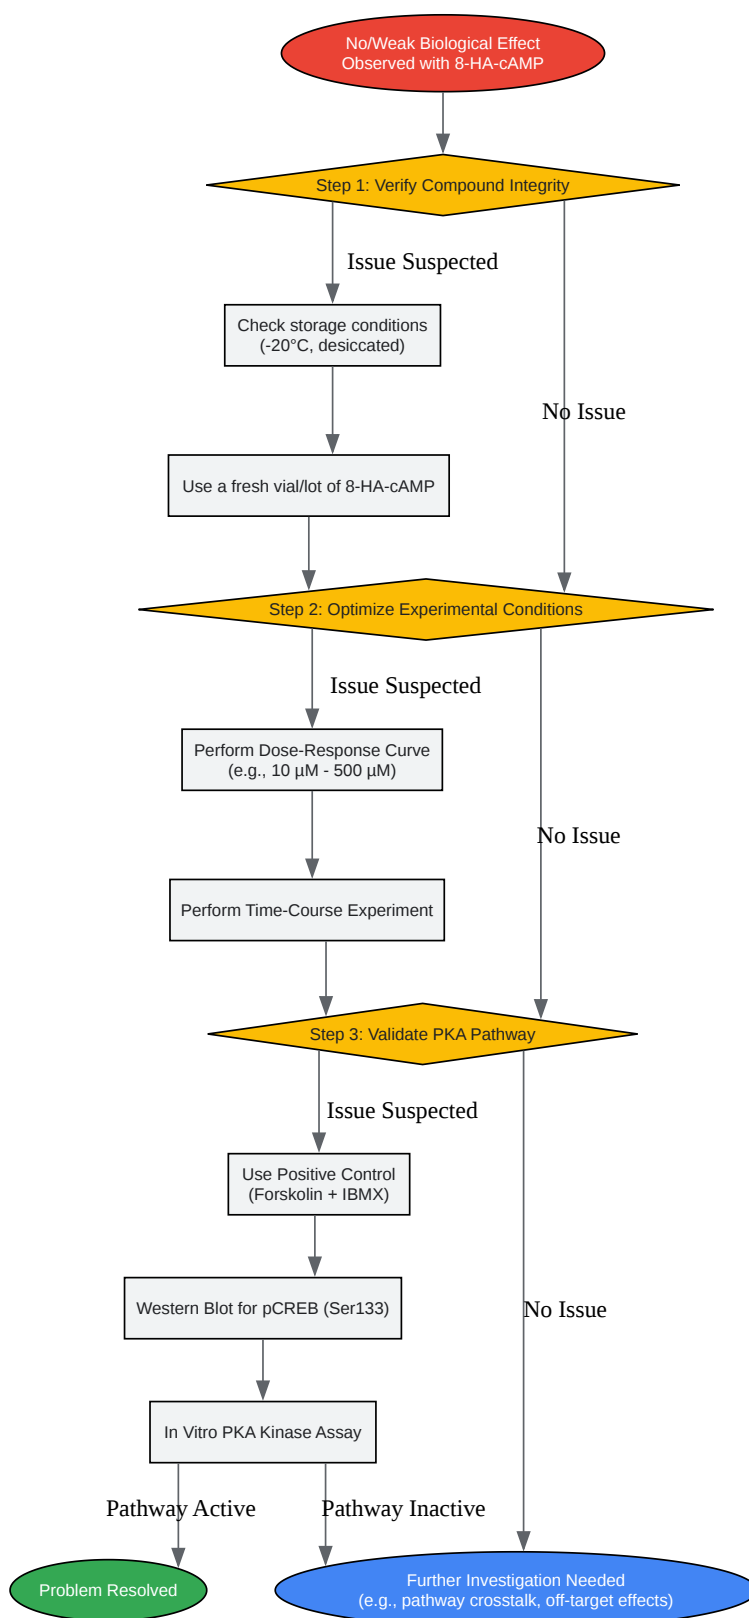 No/Weak Biological Effect
Observed with 8-HA-cAMP
Step 1: Verify Compound Integrity
Issue Suspected
Check storage conditions
(-20°C, desiccated)
No Issue
Use a fresh vial/lot of 8-HA-cAMP
Step 2: Optimize Experimental Conditions
Issue Suspected
Perform Dose-Response Curve
(e.g., 10 µM - 500 µM)
No Issue
Perform Time-Course Experiment
Step 3: Validate PKA Pathway
Issue Suspected
Use Positive Control
(Forskolin + IBMX)
Western Blot for pCREB (Ser133)
No Issue
In Vitro PKA Kinase Assay
Pathway Active
Pathway Inactive
Problem Resolved
Further Investigation Needed
(e.g., pathway crosstalk, off-target effects)